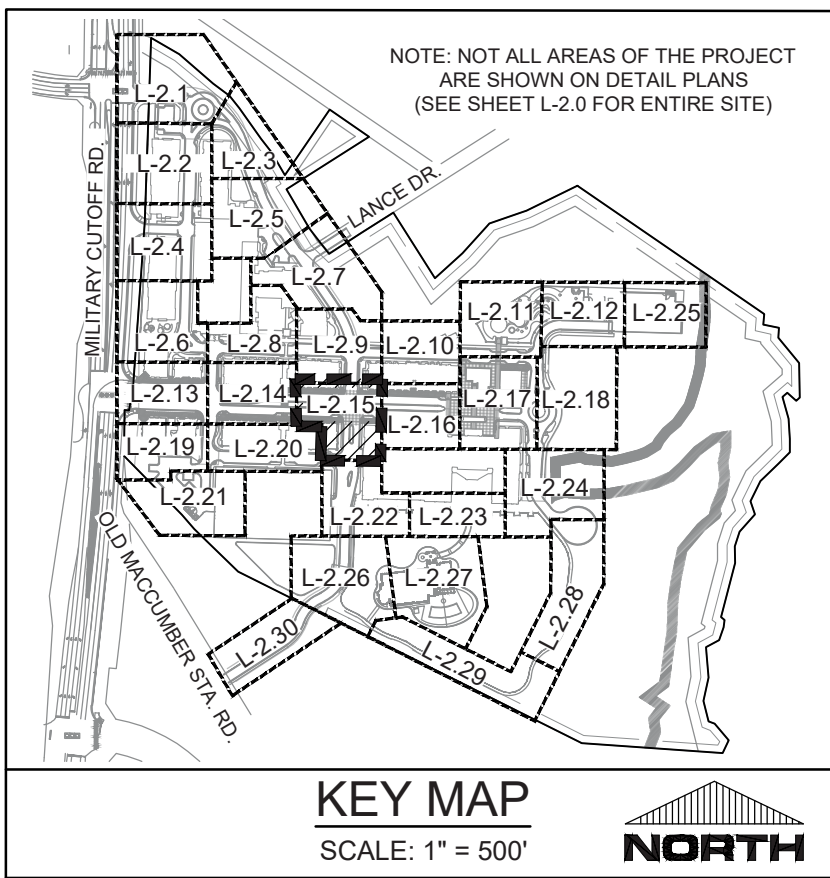 NOTE: NOT ALL AREAS OF THE PROJECT
ARE SHOWN ON DETAIL PLANS
(SEE SHEET L-2.0 FOR ENTIRE SITE)
MILITARY CUTOFF RD.
LANCE DR.
OLD MACCUMBER STA. RD.
L-2.1
L-2.2
L-2.3
L-2.4
L-2.5
L-2.6
L-2.7
L-2.8
L-2.9
L-2.10
L-2.11
L-2.12
L-2.25
L-2.13
L-2.14
L-2.15
L-2.16
L-2.17
L-2.18
L-2.19
L-2.20
L-2.21
L-2.22
L-2.23
L-2.24
L-2.26
L-2.27
L-2.28
L-2.29
L-2.30
KEY MAP
SCALE: 1" = 500'
NORTH